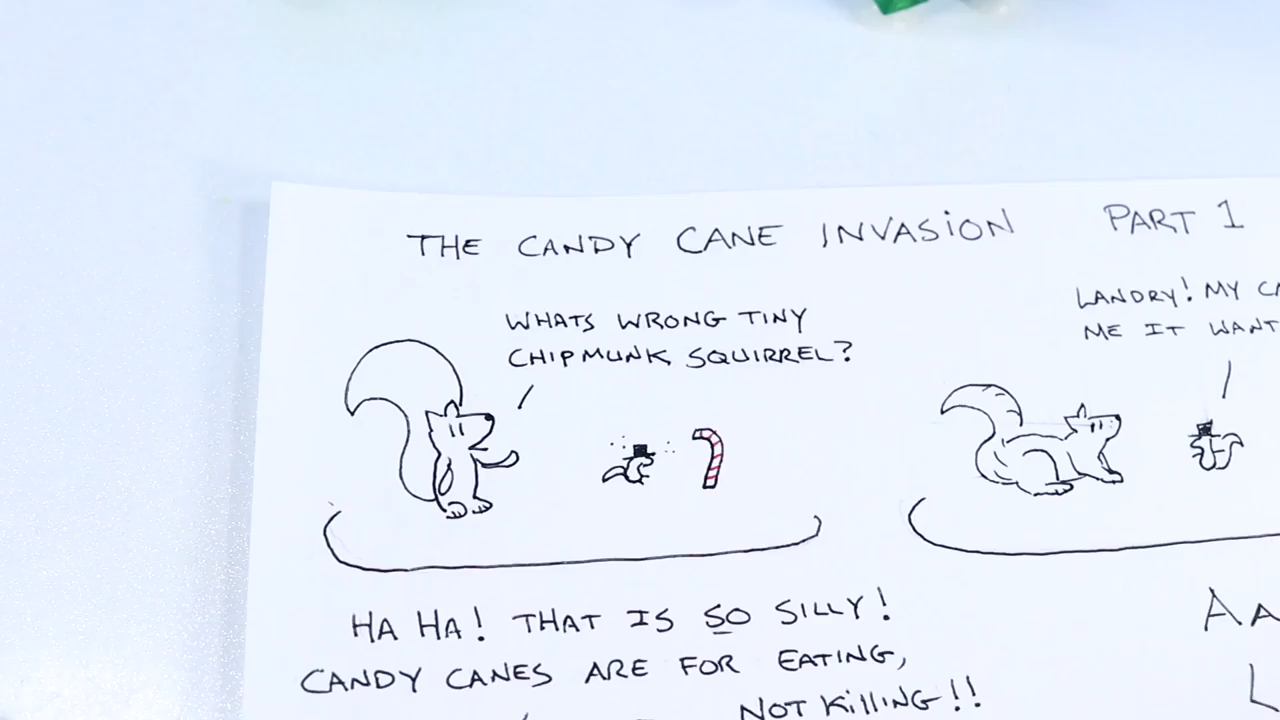 THE CANDY CANE INVASION PART 1
WHATS WRONG TINY
CHIPMUNK SQUIRREL?
LANDRY! MY
ME IT WANT
HA HA! THAT IS SO SILLY!
CANDY CANES ARE FOR EATING,
NOT KILLING!!